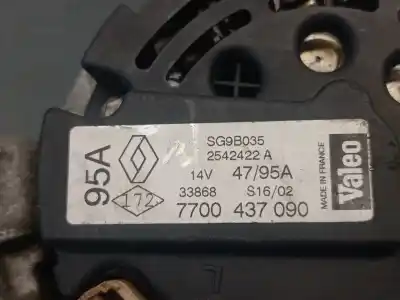 95A
172
SG9B035
2542422 A
14V 47/95A
33868 S16/02
7700 437 090
MADE IN FRANCE
Valeo